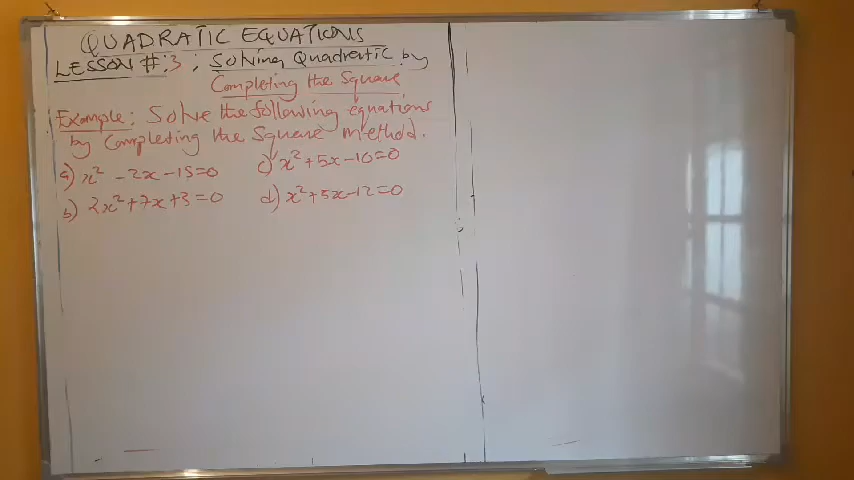 QUADRATIC EQUATIONS
LESSON #:3 ; Solving Quadratic by
Completing the Square
Example: Solve the following equations
by Completing the Square method.
a) x² - 2x - 15 = 0
c) x² + 5x - 10 = 0
b) 2x² + 7x + 3 = 0
d) x² + 5x - 12 = 0